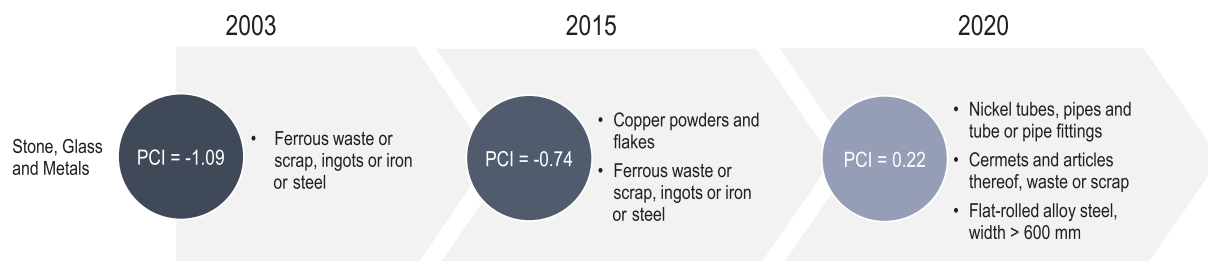 2003
2015
2020
Stone, Glass
and Metals
PCI = -1.09
• Ferrous waste or
scrap, ingots or iron
or steel
PCI = -0.74
• Copper powders and
flakes
• Ferrous waste or
scrap, ingots or iron
or steel
PCI = 0.22
• Nickel tubes, pipes and
tube or pipe fittings
• Cermets and articles
thereof, waste or scrap
• Flat-rolled alloy steel,
width > 600 mm